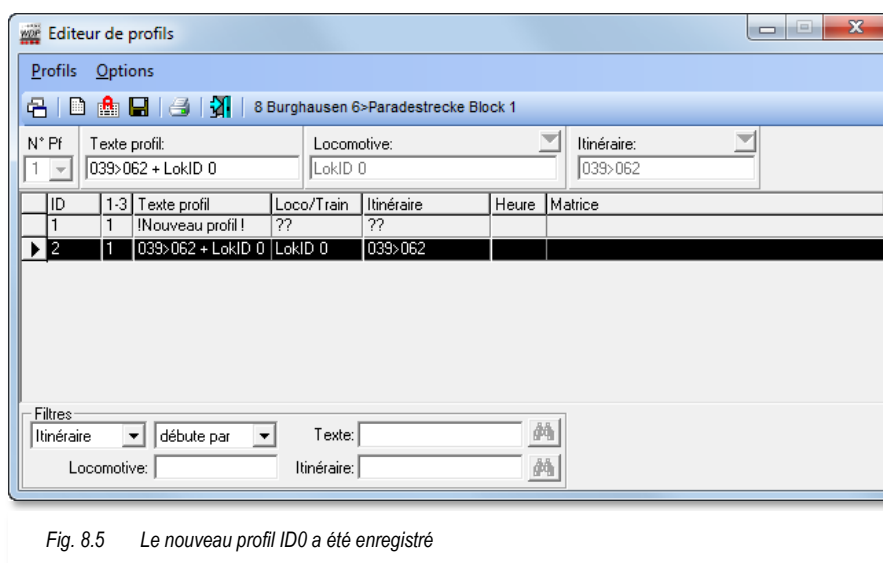 WDP Editeur de profils
Profils Options
8 Burghausen 6>Paradestrecke Block 1
N° Pf Texte profil: Locomotive: Itinéraire:
1 039>062 + LokID 0 LokID 0 039>062
ID 1-3 Texte profil Loco/Train Itinéraire Heure Matrice
1 1 !Nouveau profil ! ?? ??
2 1 039>062 + LokID 0 LokID 0 039>062
Filtres
Itinéraire débute par Texte:
Locomotive: Itinéraire:
Fig. 8.5 Le nouveau profil ID0 a été enregistré